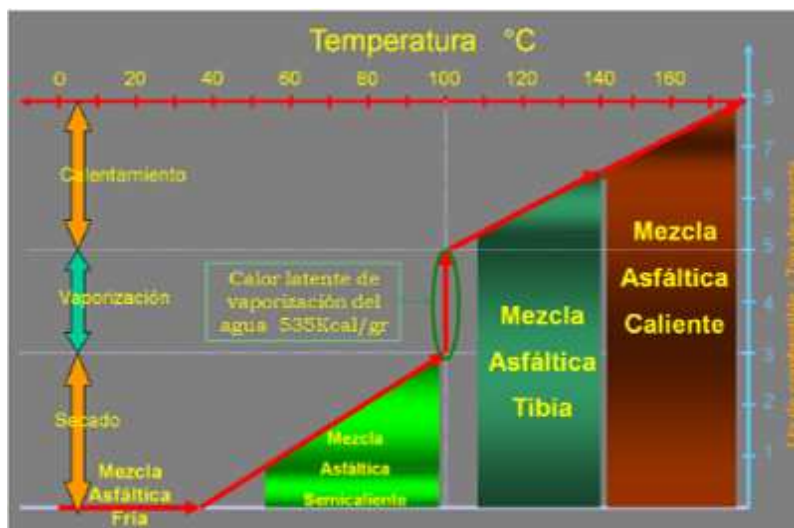 Temperatura °C
0 20 40 60 80 100 120 140 160
Calentamiento
Vaporización
Secado
Calor latente de
vaporización del
agua 535Kcal/gr
Mezcla
Asfáltica
Fría
Mezcla
Asfáltica
Semicaliente
Mezcla
Asfáltica
Tibia
Mezcla
Asfáltica
Caliente
8
7
6
5
4
3
2
1